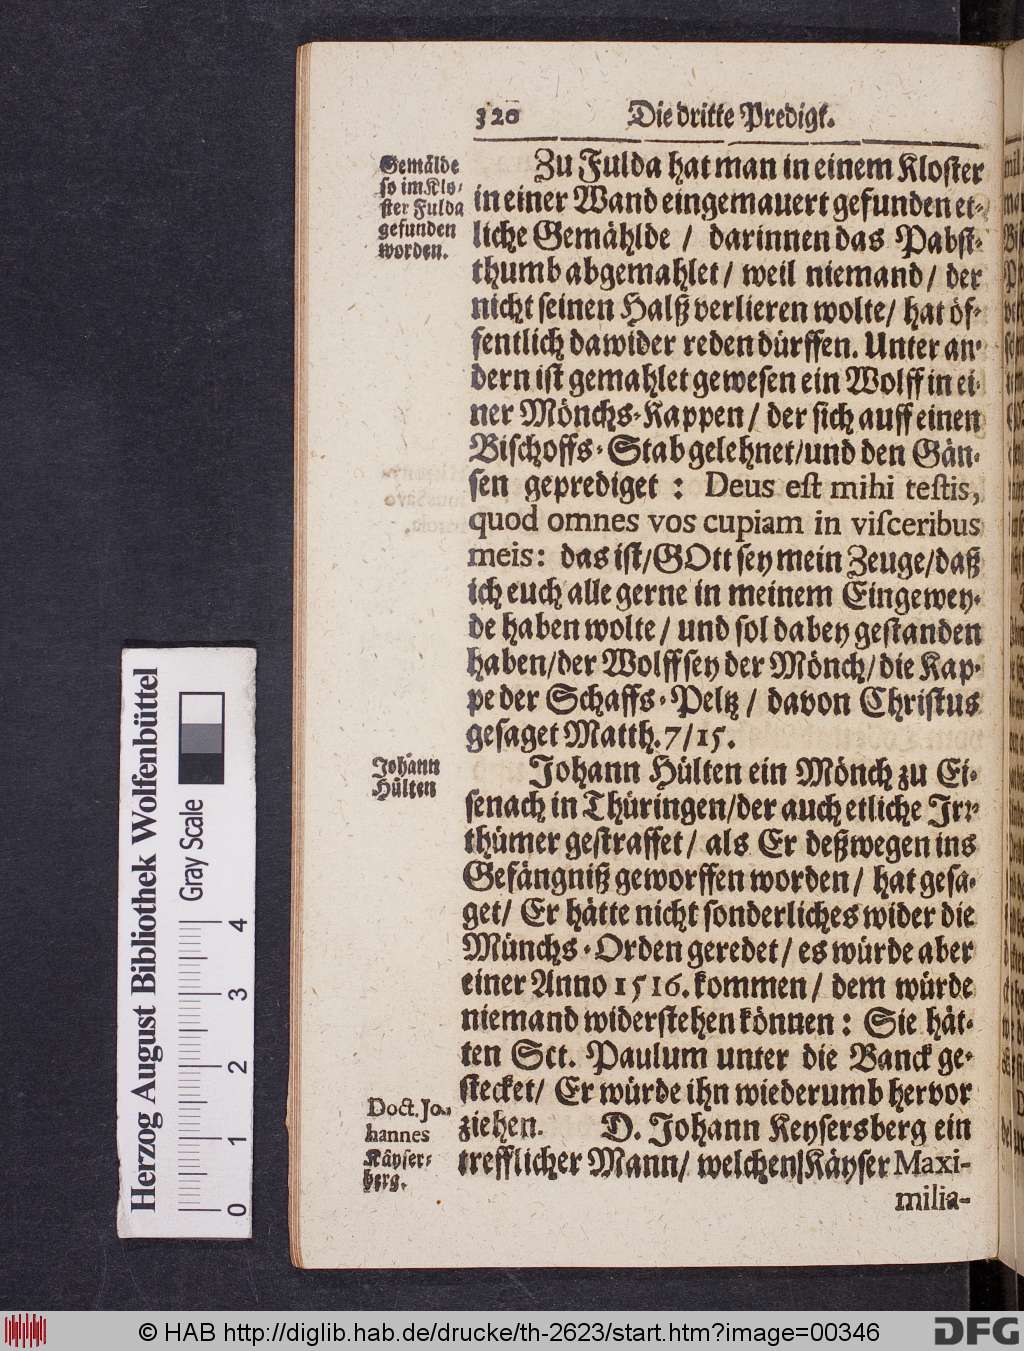 320 Die dritte Predigt.
Gemälde
so im Klo-
ster Fulda
gefunden
worden.
Zu Fulda hat man in einem Kloster
in einer Wand eingemauert gefunden et-
liche Gemählde / darinnen das Pabst-
thumb abgemahlet / weil niemand / der
nicht seinen Halß verlieren wolte / hat öf-
fentlich dawider reden dürffen. Unter an-
dern ist gemahlet gewesen ein Wolff in ei-
ner Mönchs-Kappen / der sich auff einen
Bischoffs-Stab gelehnet / und den Gän-
sen geprediget : Deus est mihi testis,
quod omnes vos cupiam in visceribus
meis: das ist / GOtt sey mein Zeuge / daß
ich euch alle gerne in meinem Eingewey-
de haben wolte / und sol dabey gestanden
haben / der Wolff sey der Mönch / die Kap-
pe der Schaffs-Peltz / davon Christus
gesaget Matth. 7 / 15.
Johann
Hülten
Johann Hülten ein Mönch zu Ei-
senach in Thüringen / der auch etliche Irr-
thümer gestraffet / als Er deßwegen ins
Gefängniß geworffen worden / hat gesa-
get / Er hätte nicht sonderliches wider die
Münchs-Orden geredet / es würde aber
einer Anno 1516. kommen / dem würde
niemand widerstehen können : Sie hät-
ten Sct. Paulum unter die Banck ge-
stecket / Er würde ihn wiederumb hervor
Doct. Jo-
hannes
Käyser-
berg.
ziehen. D. Johann Keysersberg ein
trefflicher Mann / welchen Käyser Maxi-
milia-
Herzog August Bibliothek Wolfenbüttel
Gray Scale
0 1 2 3 4
© HAB http://diglib.hab.de/drucke/th-2623/start.htm?image=00346
DFG